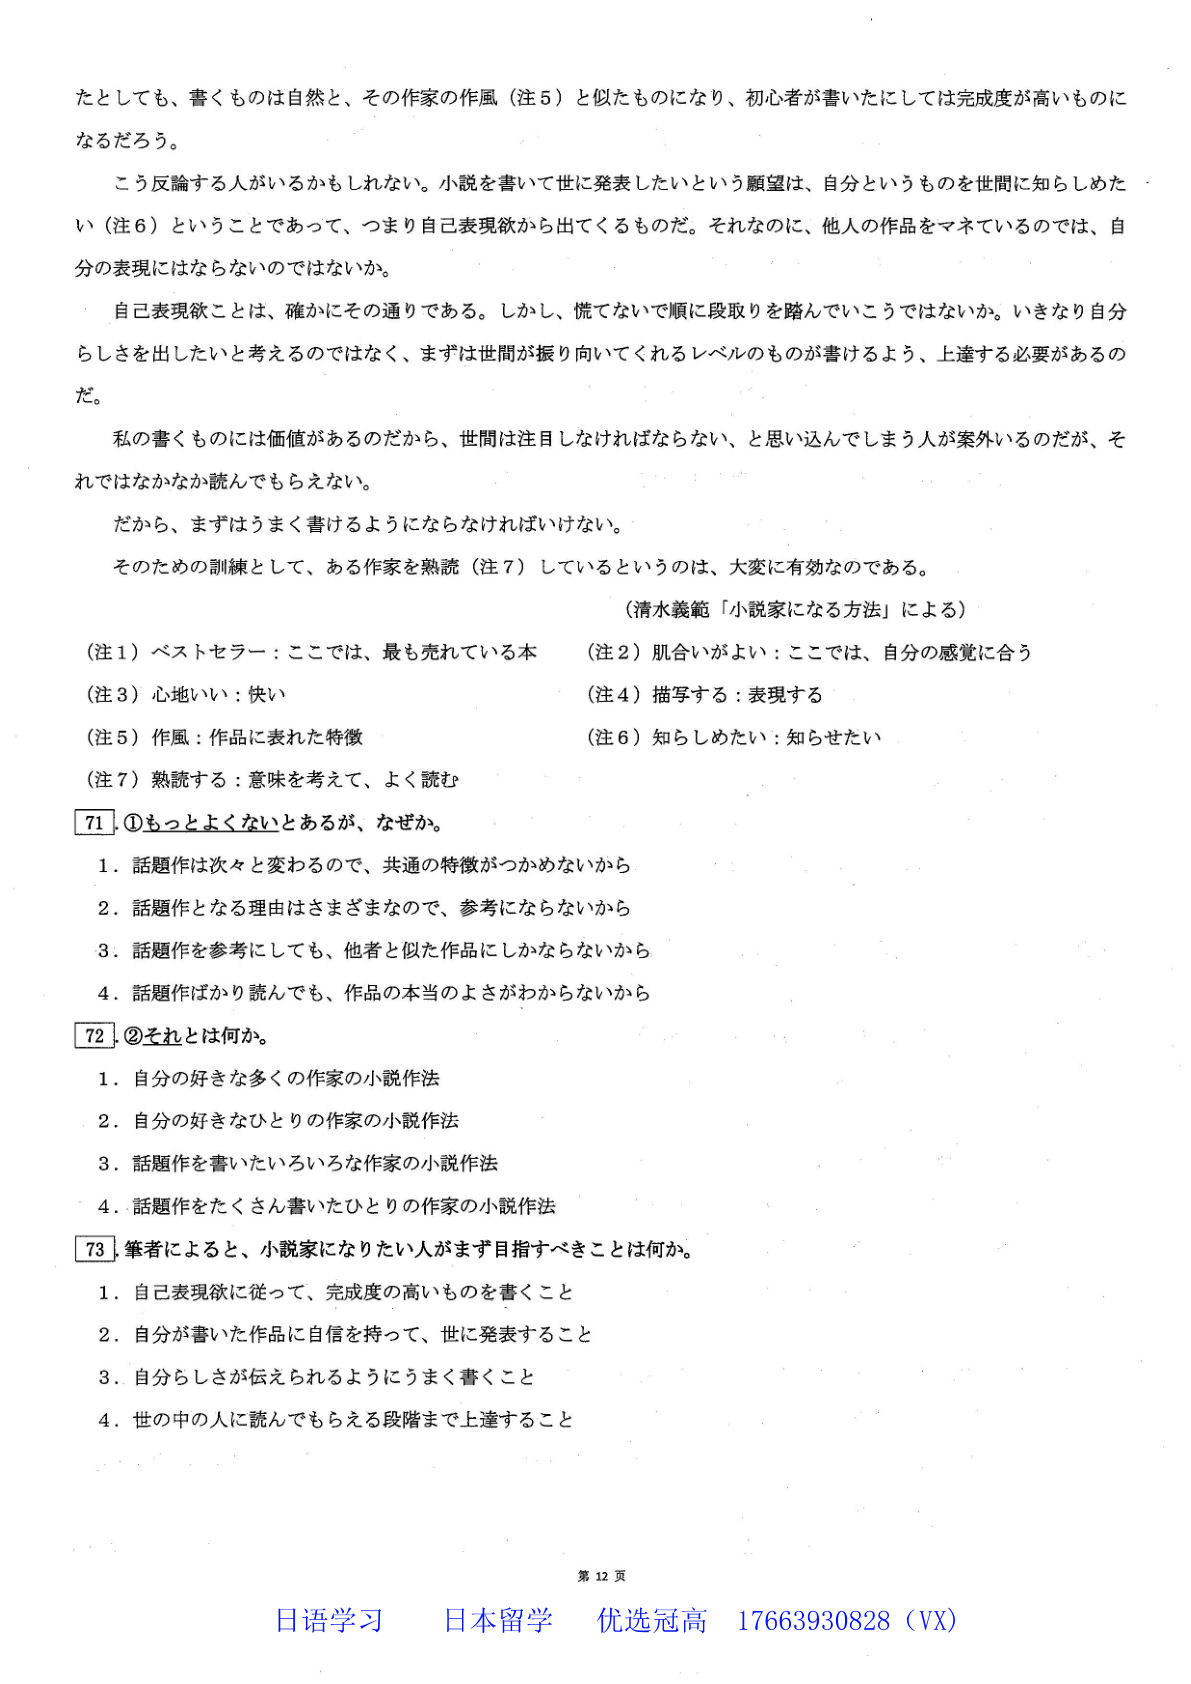 たとしても、書くものは自然と、その作家の作風（注５）と似たものになり、初心者が書いたにしては完成度が高いものに
なるだろう。
こう反論する人がいるかもしれない。小説を書いて世に発表したいという願望は、自分というものを世間に知らしめた
い（注６）ということであって、つまり自己表現欲から出てくるものだ。それなのに、他人の作品をマネているのでは、自
分の表現にはならないのではないか。
自己表現欲ことは、確かにその通りである。しかし、慌てないで順に段取りを踏んでいこうではないか。いきなり自分
らしさを出したいと考えるのではなく、まずは世間が振り向いてくれるレベルのものが書けるよう、上達する必要があるの
だ。
私の書くものには価値があるのだから、世間は注目しなければならない、と思い込んでしまう人が案外いるのだが、そ
れではなかなか読んでもらえない。
だから、まずはうまく書けるようにならなければいけない。
そのための訓練として、ある作家を熟読（注７）しているというのは、大変に有効なのである。
（清水義範「小説家になる方法」による）
（注１）ベストセラー：ここでは、最も売れている本　（注２）肌合いがよい：ここでは、自分の感覚に合う
（注３）心地いい：快い　（注４）描写する：表現する
（注５）作風：作品に表れた特徴　（注６）知らしめたい：知らせたい
（注７）熟読する：意味を考えて、よく読む
71.①もっとよくないとあるが、なぜか。
１．話題作は次々と変わるので、共通の特徴がつかめないから
２．話題作となる理由はさまざまなので、参考にならないから
３．話題作を参考にしても、他者と似た作品にしかならないから
４．話題作ばかり読んでも、作品の本当のよさがわからないから
72.②それとは何か。
１．自分の好きな多くの作家の小説作法
２．自分の好きなひとりの作家の小説作法
３．話題作を書いたいろいろな作家の小説作法
４．話題作をたくさん書いたひとりの作家の小説作法
73.筆者によると、小説家になりたい人がまず目指すべきことは何か。
１．自己表現欲に従って、完成度の高いものを書くこと
２．自分が書いた作品に自信を持って、世に発表すること
３．自分らしさが伝えられるようにうまく書くこと
４．世の中の人に読んでもらえる段階まで上達すること
第 12 页
日语学习　日本留学　优选冠高　17663930828（VX）